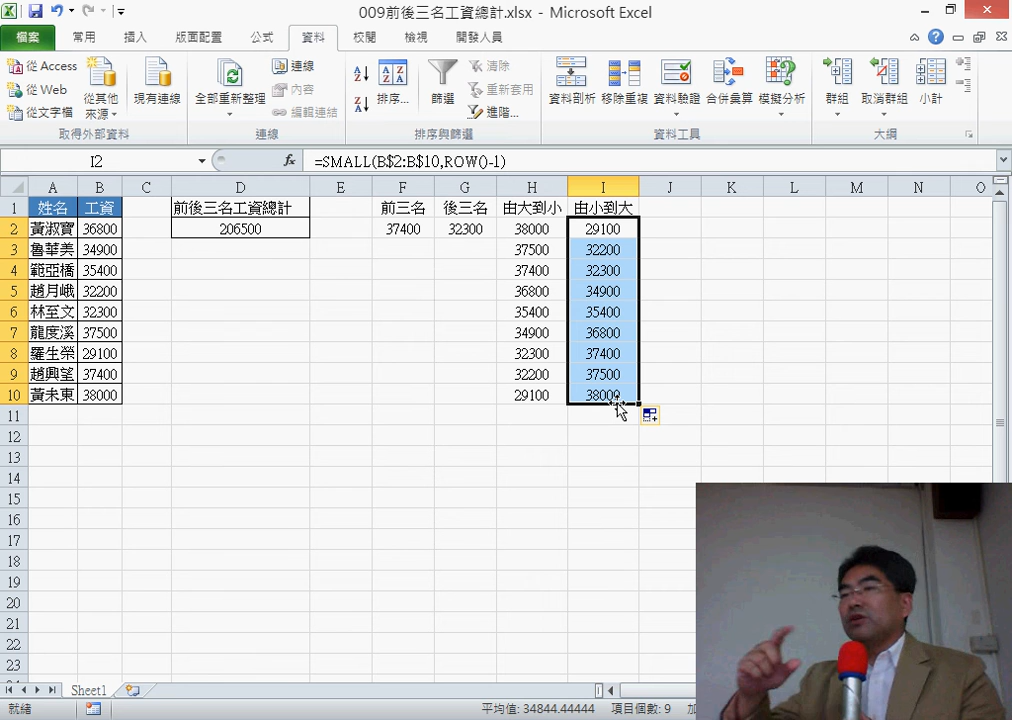 009前後三名工資總計.xlsx - Microsoft Excel
檔案 常用 插入 版面配置 公式 資料 校閱 檢視 開發人員
從 Access
從 Web
從文字檔
從其他
來源
現有連線
取得外部資料
全部重新整理
連線
內容
編輯連結
連線
排序...
篩選
清除
重新套用
進階...
排序與篩選
資料剖析 移除重複 資料驗證 合併彙算 模擬分析
資料工具
群組 取消群組 小計
大綱
I2 fx =SMALL(B$2:B$10,ROW()-1)
A B C D E F G H I J K L M N O
1 姓名 工資 前後三名工資總計 前三名 後三名 由大到小 由小到大
2 黃淑寶 36800 206500 37400 32300 38000 29100
3 魯華美 34900 37500 32200
4 範亞橋 35400 37400 32300
5 趙月峨 32200 36800 34900
6 林至文 32300 35400 35400
7 龍度溪 37500 34900 36800
8 羅生榮 29100 32300 37400
9 趙興望 37400 32200 37500
10 黃未東 38000 29100 38000
11
12
13
14
15
16
17
18
19
20
21
22
23
Sheet1
就緒 平均值: 34844.44444 項目個數: 9